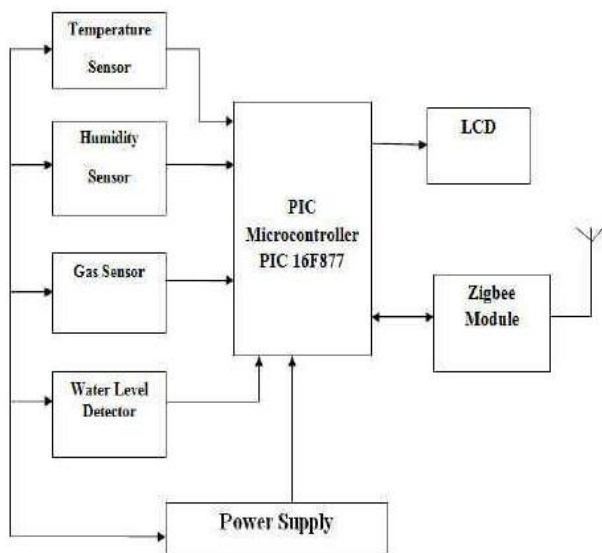 Temperature
Sensor
Humidity
Sensor
Gas Sensor
Water Level
Detector
PIC
Microcontroller
PIC 16F877
LCD
Zigbee
Module
Power Supply